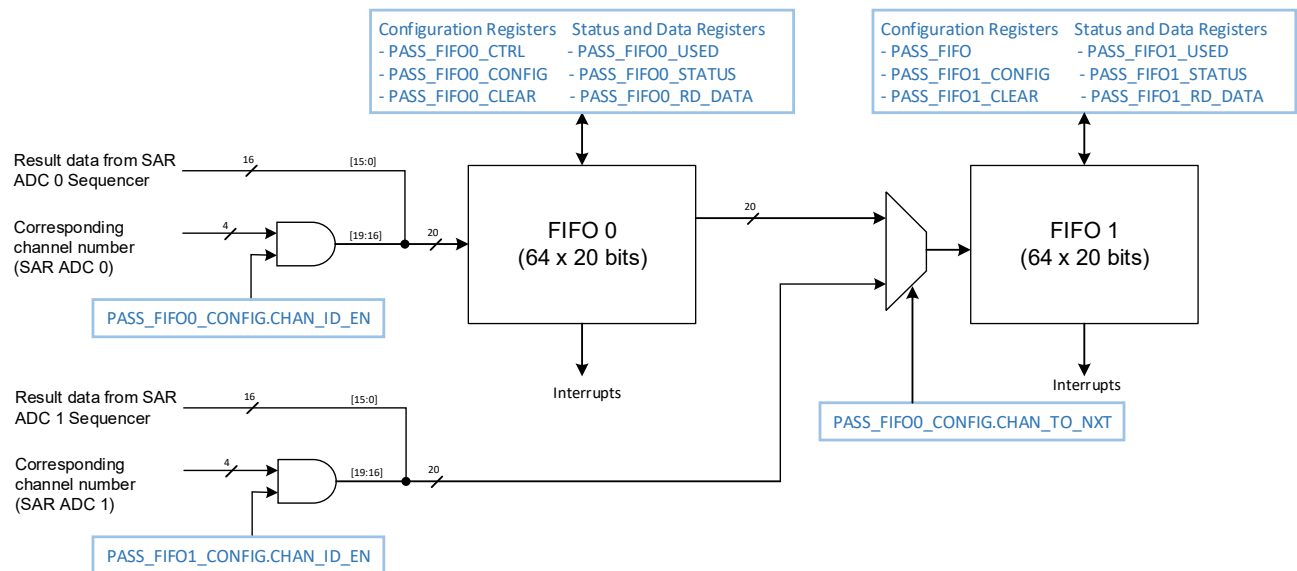 Configuration Registers Status and Data Registers
- PASS_FIFO0_CTRL - PASS_FIFO0_USED
- PASS_FIFO0_CONFIG - PASS_FIFO0_STATUS
- PASS_FIFO0_CLEAR - PASS_FIFO0_RD_DATA
Configuration Registers Status and Data Registers
- PASS_FIFO - PASS_FIFO1_USED
- PASS_FIFO1_CONFIG - PASS_FIFO1_STATUS
- PASS_FIFO1_CLEAR - PASS_FIFO1_RD_DATA
Result data from SAR
ADC 0 Sequencer
16
[15:0]
Corresponding
channel number
(SAR ADC 0)
4
[19:16]
20
PASS_FIFO0_CONFIG.CHAN_ID_EN
FIFO 0
(64 x 20 bits)
20
FIFO 1
(64 x 20 bits)
Interrupts
Interrupts
PASS_FIFO0_CONFIG.CHAN_TO_NXT
Result data from SAR
ADC 1 Sequencer
16
[15:0]
Corresponding
channel number
(SAR ADC 1)
4
[19:16]
20
PASS_FIFO1_CONFIG.CHAN_ID_EN